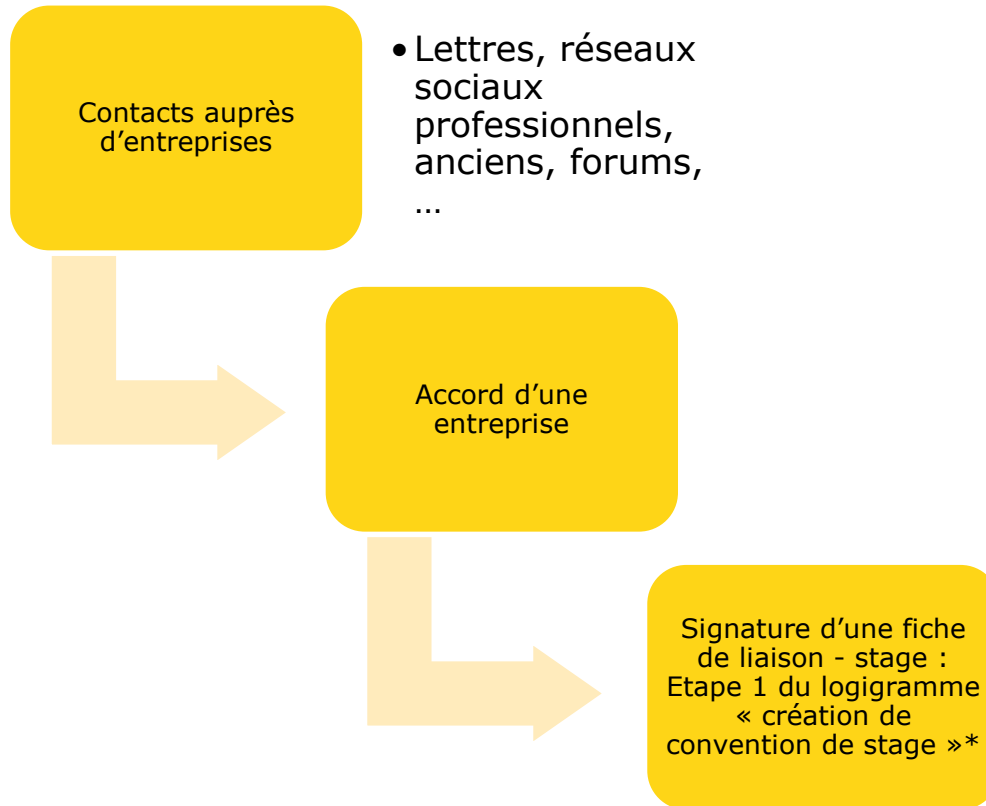 Contacts auprès
d’entreprises
• Lettres, réseaux
sociaux
professionnels,
anciens, forums,
…
Accord d’une
entreprise
Signature d’une fiche
de liaison - stage :
Etape 1 du logigramme
« création de
convention de stage »*